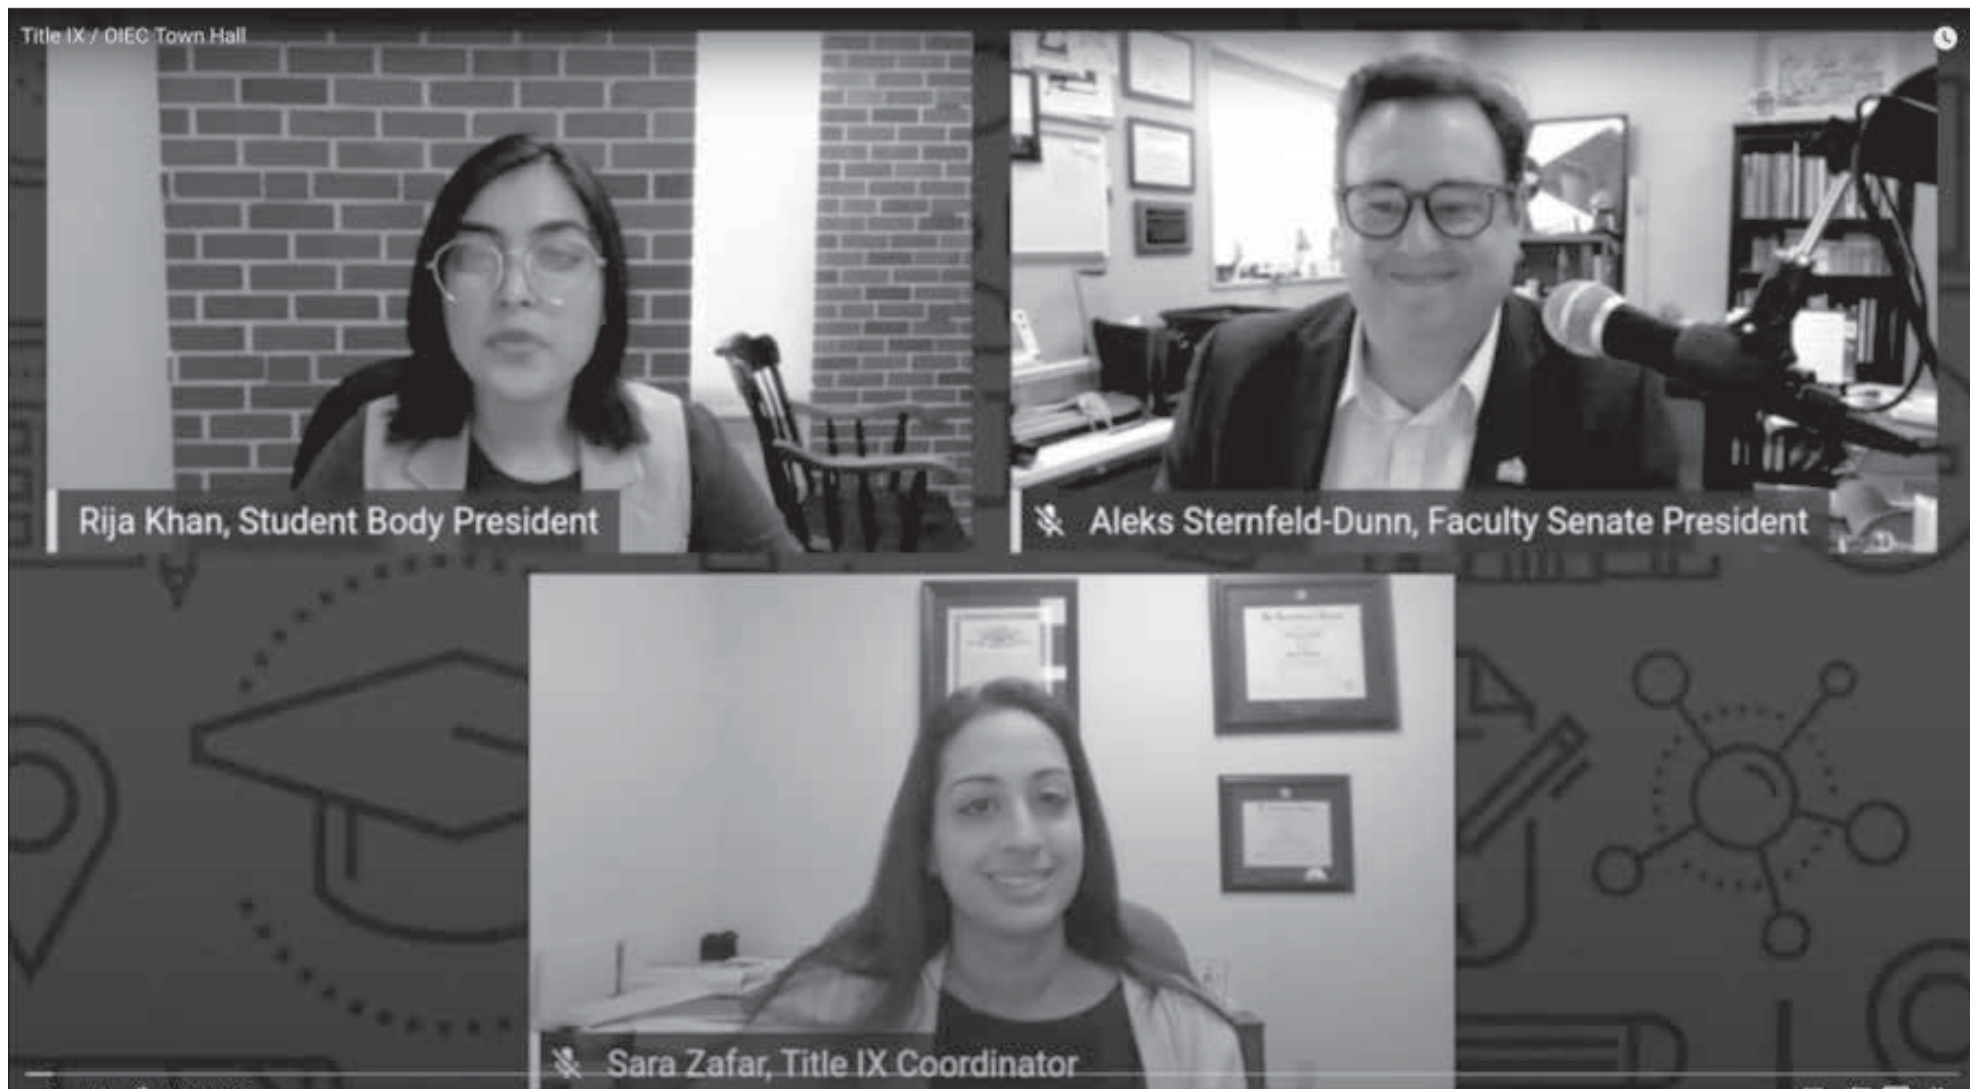 Title IX / OIEC Town Hall
Rija Khan, Student Body President
Aleks Sternfeld-Dunn, Faculty Senate President
Sara Zafar, Title IX Coordinator